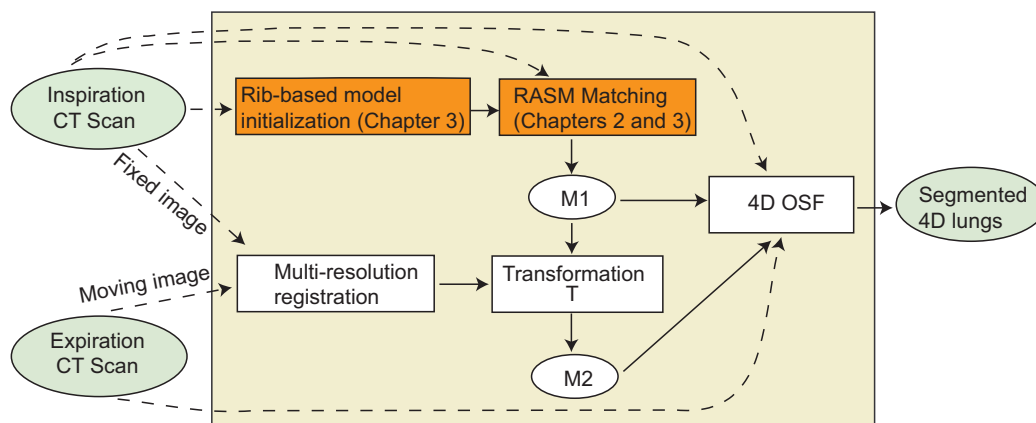 Inspiration
CT Scan
Rib-based model
initialization (Chapter 3)
RASM Matching
(Chapters 2 and 3)
Fixed image
M1
4D OSF
Segmented
4D lungs
Moving image
Multi-resolution
registration
Transformation
T
Expiration
CT Scan
M2